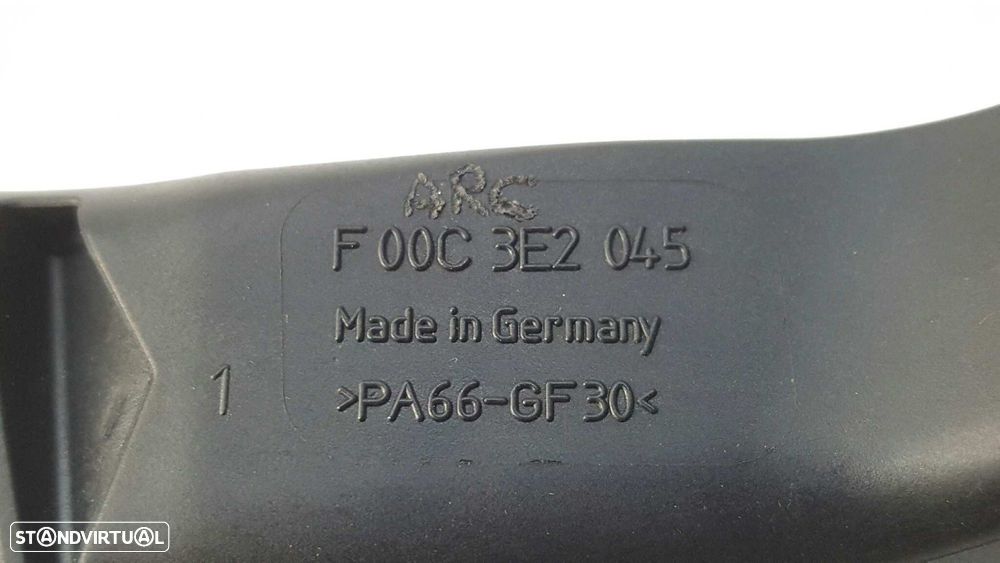 ARC
F 00C 3E2 045
Made in Germany
1
>PA66-GF30<
STANDVIRTUAL